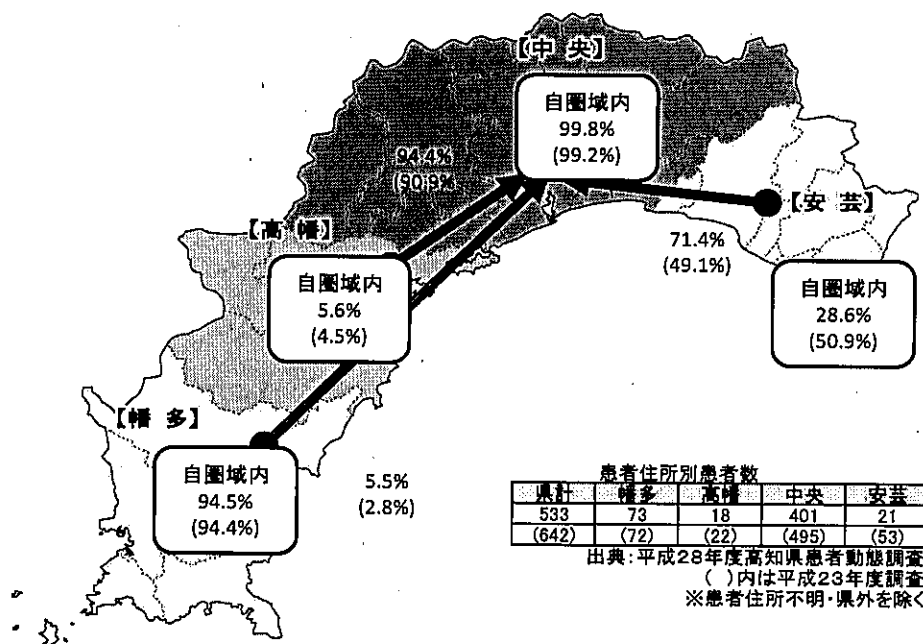 【中 央】
自圏域内
99.8%
(99.2%)
94.4%
(90.9%
【安 芸】
71.4%
(49.1%)
自圏域内
28.6%
(50.9%)
【高 幡】
自圏域内
5.6%
(4.5%)
【幡 多】
自圏域内
94.5%
(94.4%)
5.5%
(2.8%)
患者住所別患者数
県計 幡多 高幡 中央 安芸
533 73 18 401 21
(642) (72) (22) (495) (53)
出典:平成28年度高知県患者動態調査
( )内は平成23年度調査
※患者住所不明・県外を除く